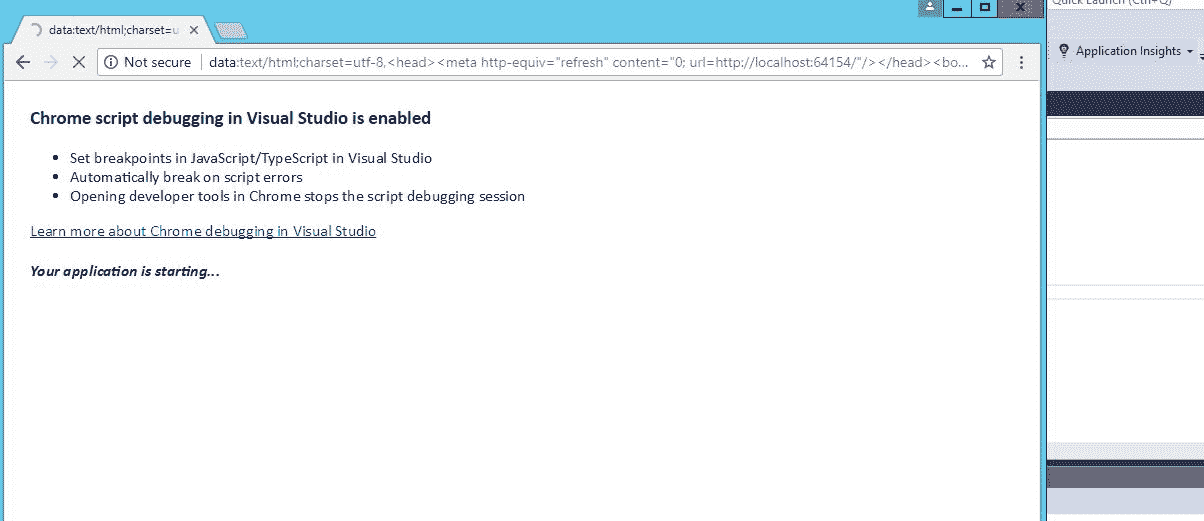 Quick Launch (Ctrl+Q)
data:text/html;charset=u
Not secure
data:text/html;charset=utf-8,<head><meta http-equiv="refresh" content="0; url=http://localhost:64154/"/></head><bo...
Application Insights
Chrome script debugging in Visual Studio is enabled
• Set breakpoints in JavaScript/TypeScript in Visual Studio
• Automatically break on script errors
• Opening developer tools in Chrome stops the script debugging session
Learn more about Chrome debugging in Visual Studio
Your application is starting...